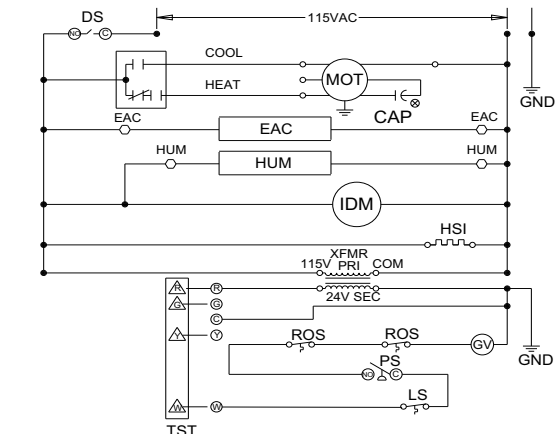 DS
115VAC
NO C
COOL
MOT
HEAT
CAP
GND
EAC EAC EAC
HUM HUM HUM
IDM
HSI
XFMR
115V PRI COM
24V SEC
R R
G G
C
Y Y
ROS ROS GV
GND
PS
NO C
LS
W W
TST